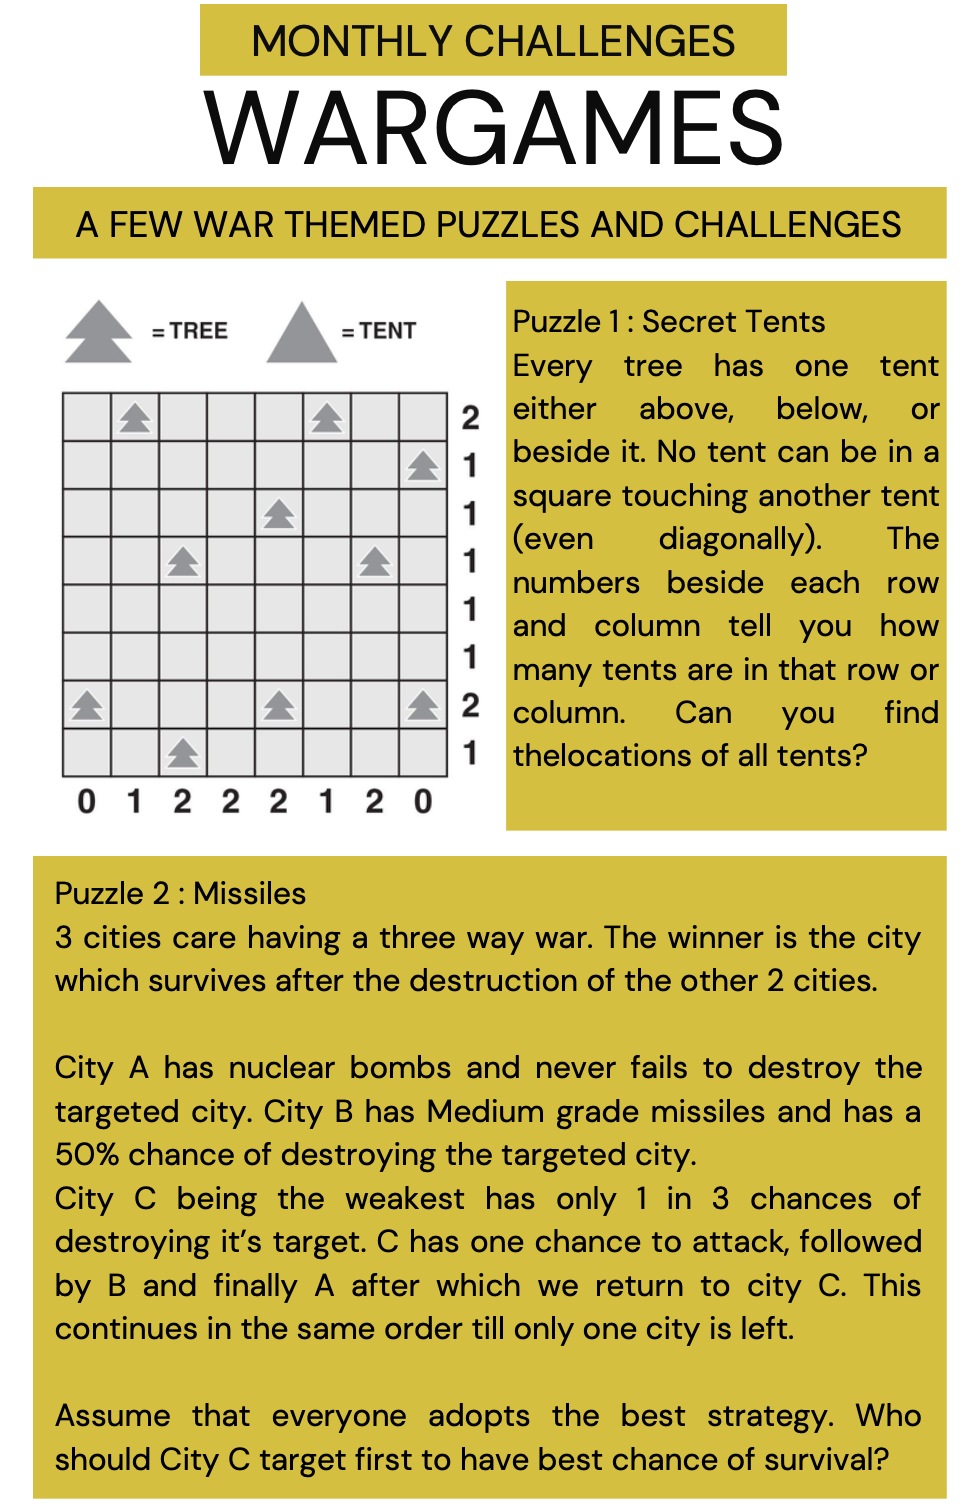 MONTHLY CHALLENGES
WARGAMES
A FEW WAR THEMED PUZZLES AND CHALLENGES
= TREE
= TENT
2
1
1
1
1
1
2
1
0 1 2 2 2 1 2 0
Puzzle 1 : Secret Tents
Every tree has one tent
either above, below, or
beside it. No tent can be in a
square touching another tent
(even diagonally). The
numbers beside each row
and column tell you how
many tents are in that row or
column. Can you find
thelocations of all tents?
Puzzle 2 : Missiles
3 cities care having a three way war. The winner is the city
which survives after the destruction of the other 2 cities.
City A has nuclear bombs and never fails to destroy the
targeted city. City B has Medium grade missiles and has a
50% chance of destroying the targeted city.
City C being the weakest has only 1 in 3 chances of
destroying it’s target. C has one chance to attack, followed
by B and finally A after which we return to city C. This
continues in the same order till only one city is left.
Assume that everyone adopts the best strategy. Who
should City C target first to have best chance of survival?